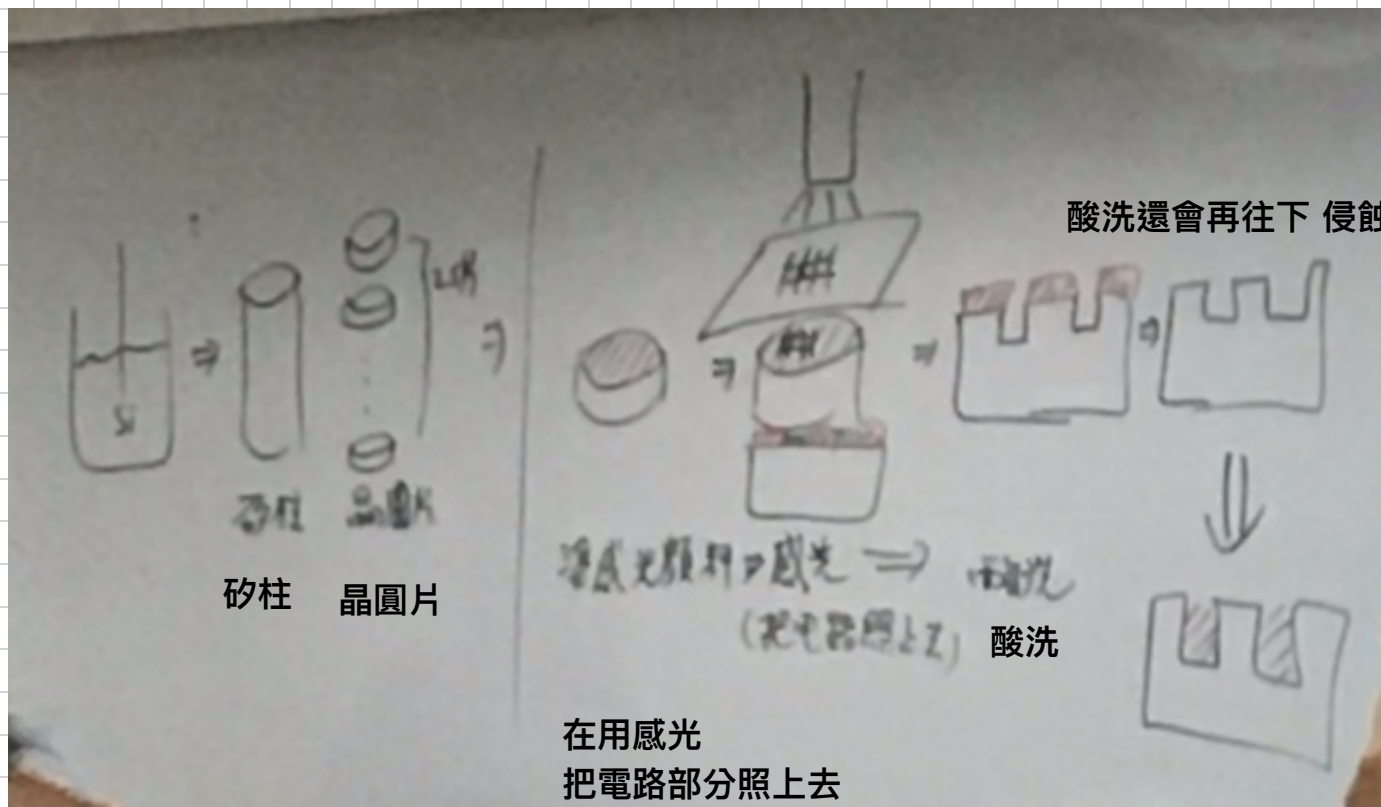 酸洗還會再往下 侵蝕
Si
矽柱 晶圓片
矽柱 晶圓片
塗感光顏料⇒感光 ⇒ 酸洗
(把電路照上去) 酸洗
在用感光
把電路部分照上去